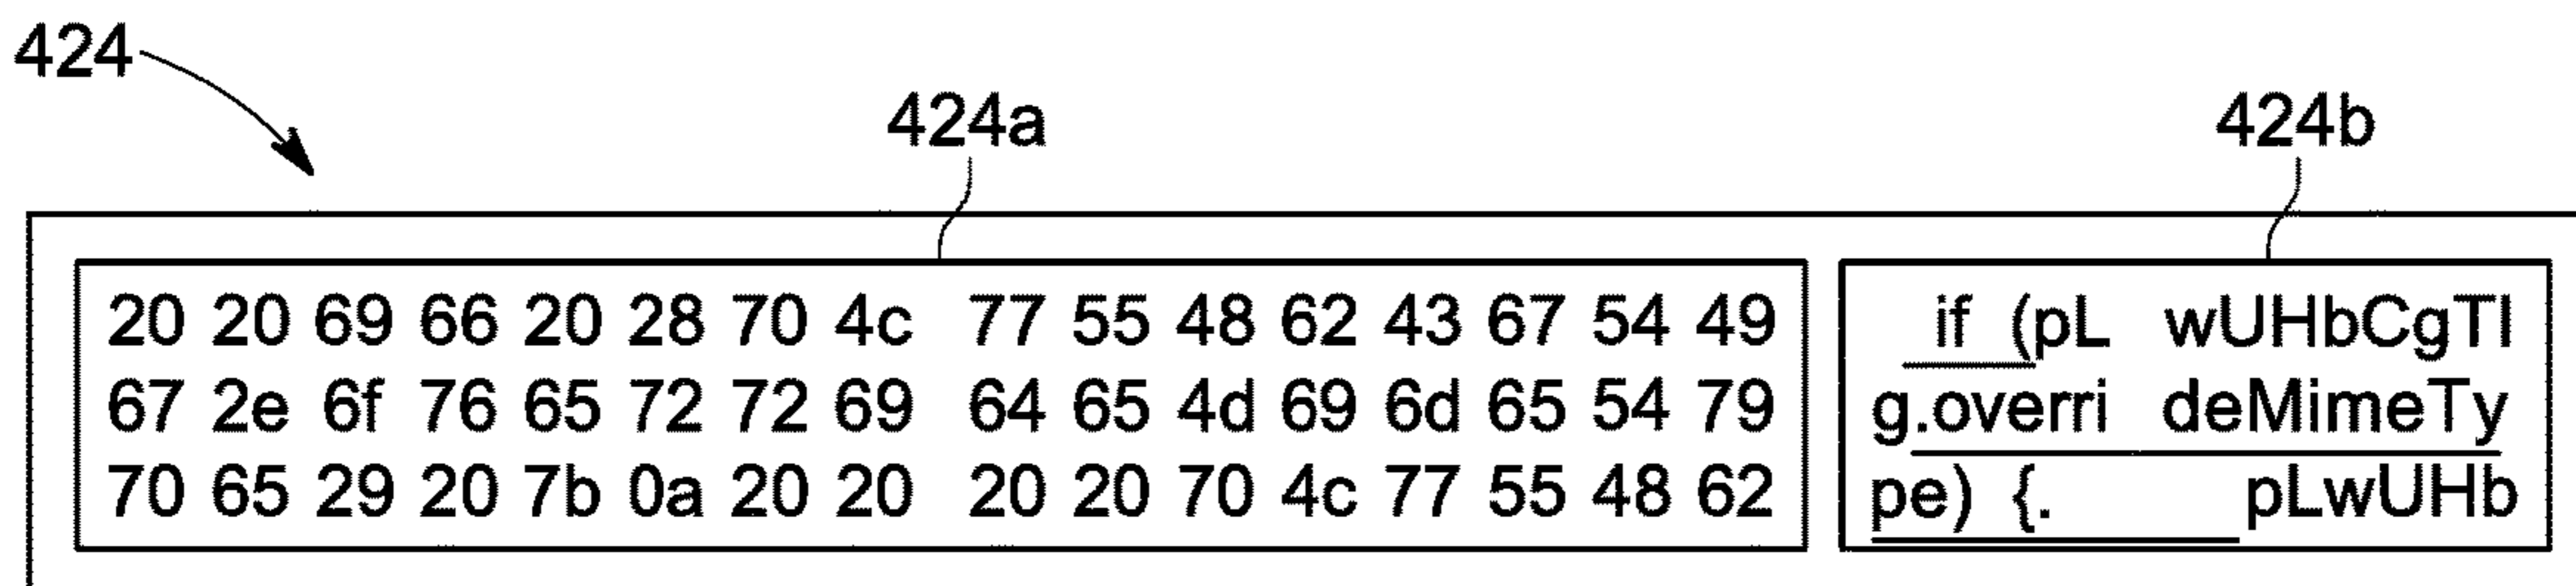 424
424a 424b
20 20 69 66 20 28 70 4c 77 55 48 62 43 67 54 49 if (pL wUHbCgTI
67 2e 6f 76 65 72 72 69 64 65 4d 69 6d 65 54 79 g.overri deMimeTy
70 65 29 20 7b 0a 20 20 20 20 70 4c 77 55 48 62 pe) {. pLwUHb